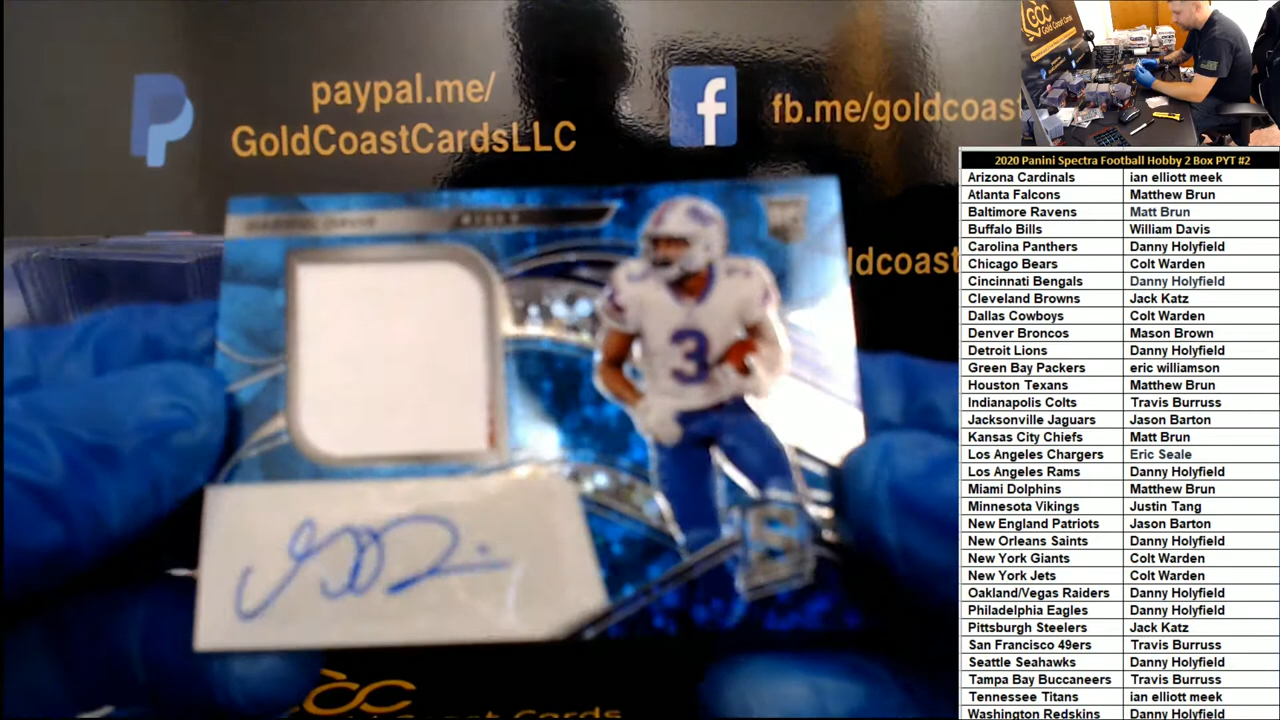 paypal.me/
GoldCoastCardsLLC
f
fb.me/goldcoast
ldcoast
GCC
Gold Coast Cards
3
S
Coast Cards
2020 Panini Spectra Football Hobby 2 Box PYT #2
Arizona Cardinals ian elliott meek
Atlanta Falcons Matthew Brun
Baltimore Ravens Matt Brun
Buffalo Bills William Davis
Carolina Panthers Danny Holyfield
Chicago Bears Colt Warden
Cincinnati Bengals Danny Holyfield
Cleveland Browns Jack Katz
Dallas Cowboys Colt Warden
Denver Broncos Mason Brown
Detroit Lions Danny Holyfield
Green Bay Packers eric williamson
Houston Texans Matthew Brun
Indianapolis Colts Travis Burruss
Jacksonville Jaguars Jason Barton
Kansas City Chiefs Matt Brun
Los Angeles Chargers Eric Seale
Los Angeles Rams Danny Holyfield
Miami Dolphins Matthew Brun
Minnesota Vikings Justin Tang
New England Patriots Jason Barton
New Orleans Saints Danny Holyfield
New York Giants Colt Warden
New York Jets Colt Warden
Oakland/Vegas Raiders Danny Holyfield
Philadelphia Eagles Danny Holyfield
Pittsburgh Steelers Jack Katz
San Francisco 49ers Travis Burruss
Seattle Seahawks Danny Holyfield
Tampa Bay Buccaneers Travis Burruss
Tennessee Titans ian elliott meek
Washington Redskins Danny Holyfield